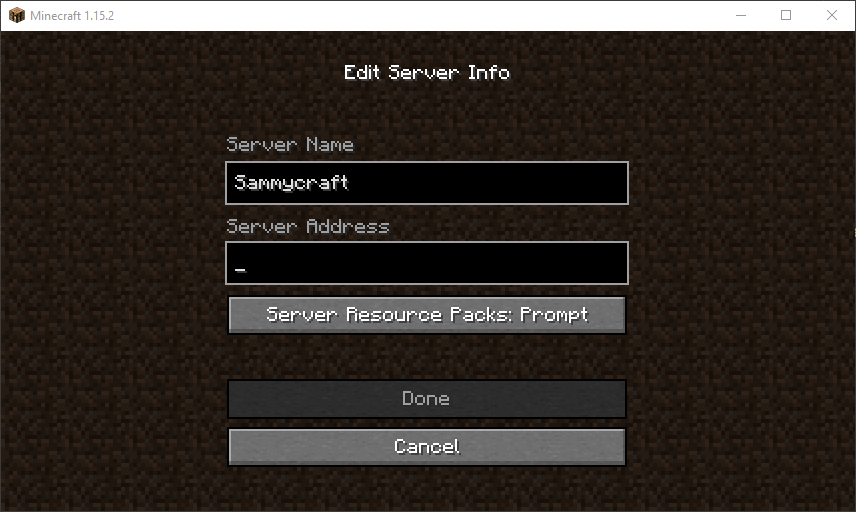 Minecraft 1.15.2
Edit Server Info
Server Name
Sammycraft
Server Address
_
Server Resource Packs: Prompt
Done
Cancel